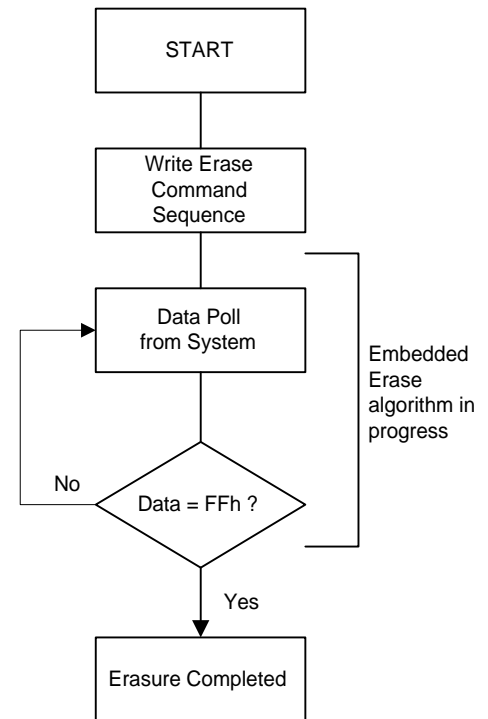 START
Write Erase
Command
Sequence
Data Poll
from System
Embedded
Erase
algorithm in
progress
No
Data = FFh ?
Yes
Erasure Completed